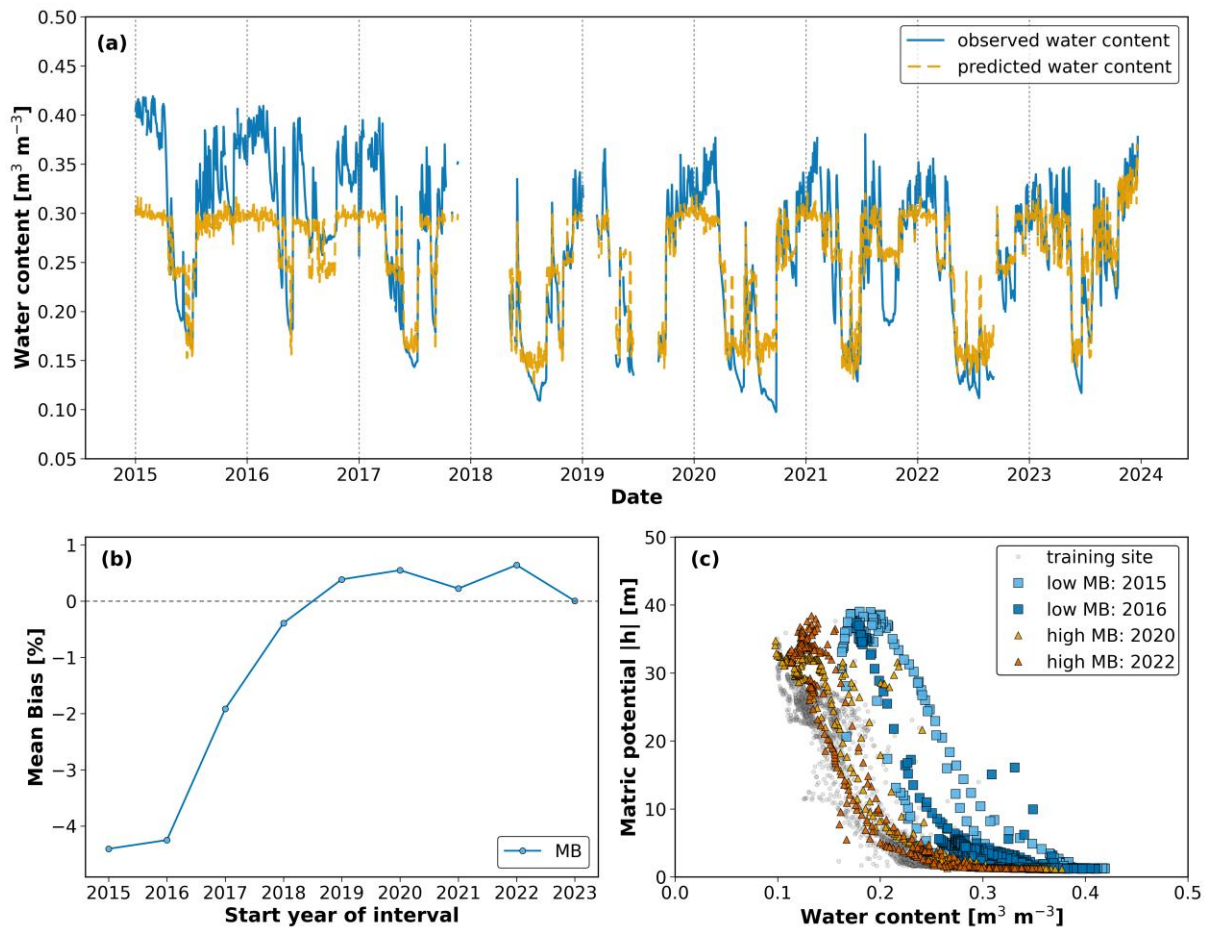 (a)
observed water content
predicted water content
Water content [m³ m⁻³]
0.50
0.45
0.40
0.35
0.30
0.25
0.20
0.15
0.10
0.05
2015 2016 2017 2018 2019 2020 2021 2022 2023 2024
Date
(b)
Mean Bias [%]
1
0
−1
−2
−3
−4
MB
2015 2016 2017 2018 2019 2020 2021 2022 2023
Start year of interval
(c)
Matric potential |h| [m]
50
40
30
20
10
0
training site
low MB: 2015
low MB: 2016
high MB: 2020
high MB: 2022
0.0 0.1 0.2 0.3 0.4 0.5
Water content [m³ m⁻³]